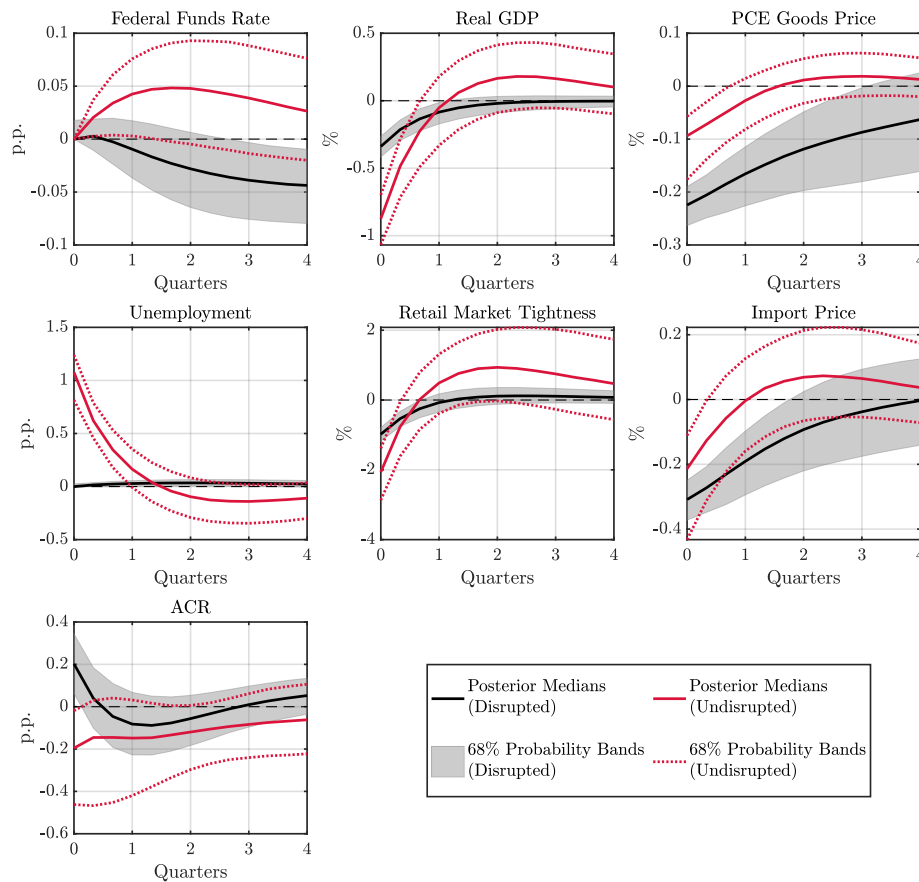 Federal Funds Rate
0.1
0.05
0
-0.05
-0.1
p.p.
0 1 2 3 4
Quarters
Real GDP
0.5
0
-0.5
-1
%
0 1 2 3 4
Quarters
PCE Goods Price
0.1
0
-0.1
-0.2
-0.3
%
0 1 2 3 4
Quarters
Unemployment
1.5
1
0.5
0
-0.5
p.p.
0 1 2 3 4
Quarters
Retail Market Tightness
2
0
-2
-4
%
0 1 2 3 4
Quarters
Import Price
0.2
0
-0.2
-0.4
%
0 1 2 3 4
Quarters
ACR
0.4
0.2
0
-0.2
-0.4
-0.6
p.p.
0 1 2 3 4
Quarters
Posterior Medians
(Disrupted)
Posterior Medians
(Undisrupted)
68% Probability Bands
(Disrupted)
68% Probability Bands
(Undisrupted)